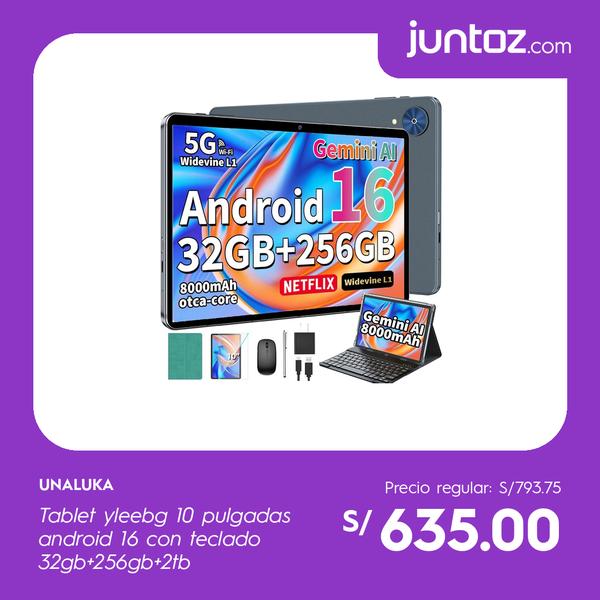 juntoz.com
5G Wi-Fi
Widevine L1
Gemini AI
Android 16
32GB+256GB
8000mAh
otca-core
NETFLIX
Widevine L1
Gemini AI
8000mAh
10"
UNALUKA
Tablet yleebg 10 pulgadas
android 16 con teclado
32gb+256gb+2tb
Precio regular: S/793.75
S/ 635.00